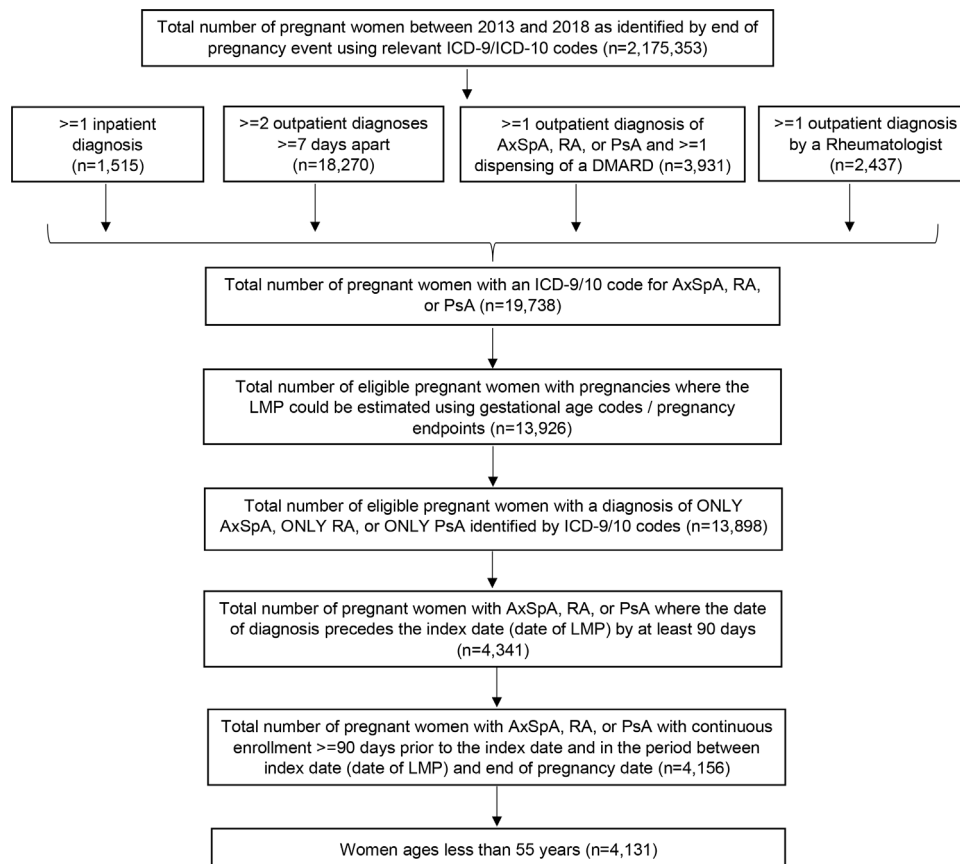 Total number of pregnant women between 2013 and 2018 as identified by end of
pregnancy event using relevant ICD-9/ICD-10 codes (n=2,175,353)
>=1 inpatient
diagnosis
(n=1,515)
>=2 outpatient diagnoses
>=7 days apart
(n=18,270)
>=1 outpatient diagnosis of
AxSpA, RA, or PsA and >=1
dispensing of a DMARD (n=3,931)
>=1 outpatient diagnosis
by a Rheumatologist
(n=2,437)
Total number of pregnant women with an ICD-9/10 code for AxSpA, RA,
or PsA (n=19,738)
Total number of eligible pregnant women with pregnancies where the
LMP could be estimated using gestational age codes / pregnancy
endpoints (n=13,926)
Total number of eligible pregnant women with a diagnosis of ONLY
AxSpA, ONLY RA, or ONLY PsA identified by ICD-9/10 codes (n=13,898)
Total number of pregnant women with AxSpA, RA, or PsA where the date
of diagnosis precedes the index date (date of LMP) by at least 90 days
(n=4,341)
Total number of pregnant women with AxSpA, RA, or PsA with continuous
enrollment >=90 days prior to the index date and in the period between
index date (date of LMP) and end of pregnancy date (n=4,156)
Women ages less than 55 years (n=4,131)